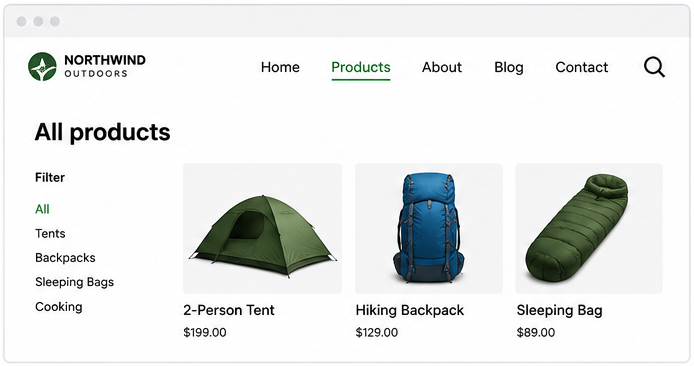 NORTHWIND
OUTDOORS
Home Products About Blog Contact
All products
Filter
All
Tents
Backpacks
Sleeping Bags
Cooking
2-Person Tent
$199.00
Hiking Backpack
$129.00
Sleeping Bag
$89.00